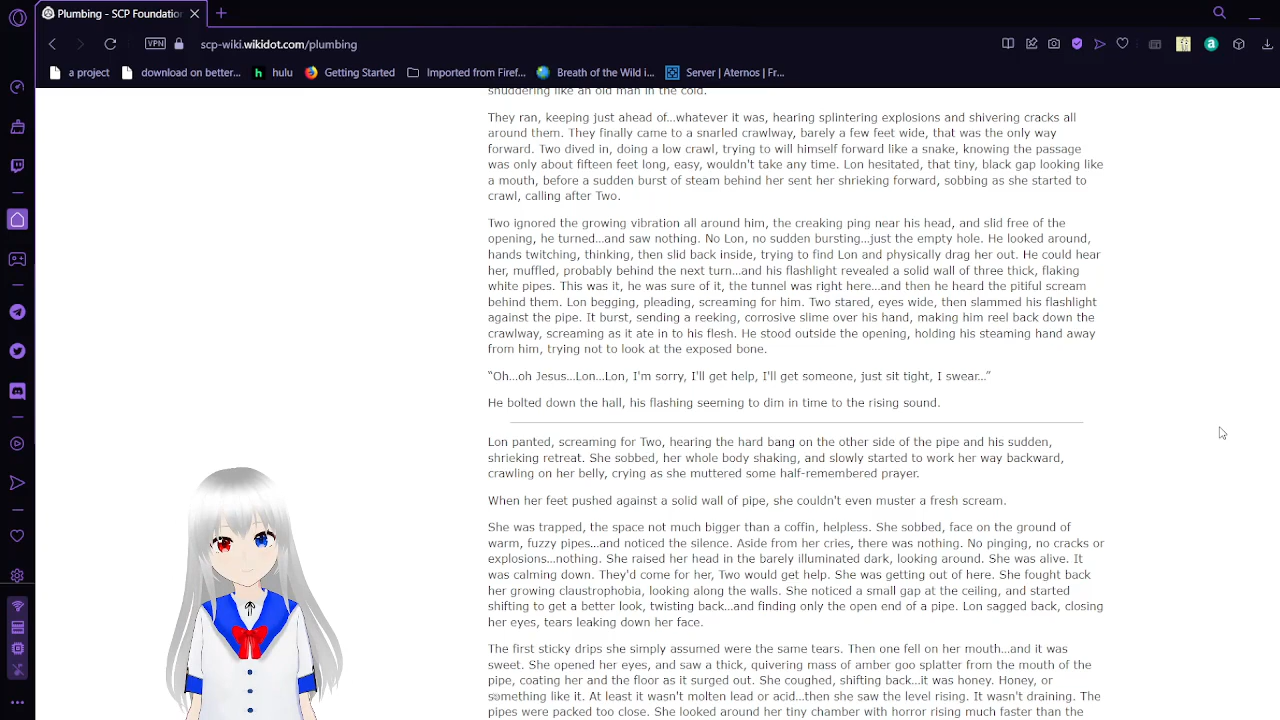 Plumbing - SCP Foundation
VPN
scp-wiki.wikidot.com/plumbing
a project
download on better...
hulu
Getting Started
Imported from Firef...
Breath of the Wild i...
Server | Aternos | Fr...
shuddering like an old man in the cold.
They ran, keeping just ahead of...whatever it was, hearing splintering explosions and shivering cracks all
around them. They finally came to a snarled crawlway, barely a few feet wide, that was the only way
forward. Two dived in, doing a low crawl, trying to will himself forward like a snake, knowing the passage
was only about fifteen feet long, easy, wouldn't take any time. Lon hesitated, that tiny, black gap looking like
a mouth, before a sudden burst of steam behind her sent her shrieking forward, sobbing as she started to
crawl, calling after Two.
Two ignored the growing vibration all around him, the creaking ping near his head, and slid free of the
opening, he turned...and saw nothing. No Lon, no sudden bursting...just the empty hole. He looked around,
hands twitching, thinking, then slid back inside, trying to find Lon and physically drag her out. He could hear
her, muffled, probably behind the next turn...and his flashlight revealed a solid wall of three thick, flaking
white pipes. This was it, he was sure of it, the tunnel was right here...and then he heard the pitiful scream
behind them. Lon begging, pleading, screaming for him. Two stared, eyes wide, then slammed his flashlight
against the pipe. It burst, sending a reeking, corrosive slime over his hand, making him reel back down the
crawlway, screaming as it ate in to his flesh. He stood outside the opening, holding his steaming hand away
from him, trying not to look at the exposed bone.
“Oh...oh Jesus...Lon...Lon, I'm sorry, I'll get help, I'll get someone, just sit tight, I swear...”
He bolted down the hall, his flashing seeming to dim in time to the rising sound.
Lon panted, screaming for Two, hearing the hard bang on the other side of the pipe and his sudden,
shrieking retreat. She sobbed, her whole body shaking, and slowly started to work her way backward,
crawling on her belly, crying as she muttered some half-remembered prayer.
When her feet pushed against a solid wall of pipe, she couldn't even muster a fresh scream.
She was trapped, the space not much bigger than a coffin, helpless. She sobbed, face on the ground of
warm, fuzzy pipes...and noticed the silence. Aside from her cries, there was nothing. No pinging, no cracks or
explosions...nothing. She raised her head in the barely illuminated dark, looking around. She was alive. It
was calming down. They'd come for her, Two would get help. She was getting out of here. She fought back
her growing claustrophobia, looking along the walls. She noticed a small gap at the ceiling, and started
shifting to get a better look, twisting back...and finding only the open end of a pipe. Lon sagged back, closing
her eyes, tears leaking down her face.
The first sticky drips she simply assumed were the same tears. Then one fell on her mouth...and it was
sweet. She opened her eyes, and saw a thick, quivering mass of amber goo splatter from the mouth of the
pipe, coating her and the floor as it surged out. She coughed, shifting back...it was honey. Honey, or
something like it. At least it wasn't molten lead or acid...then she saw the level rising. It wasn't draining. The
pipes were packed too close. She looked around her tiny chamber with horror rising much faster than the